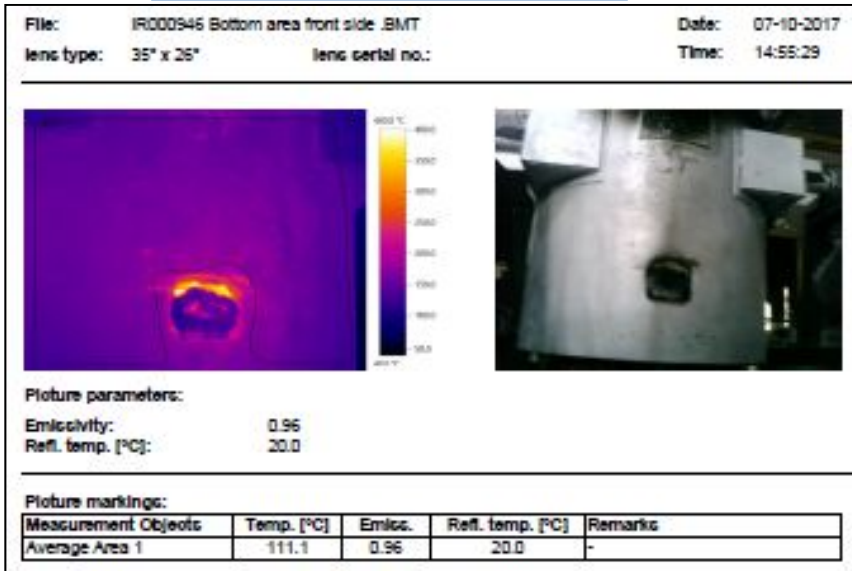 File: IR000946 Bottom area front side .BMT Date: 07-10-2017
lens type: 35° x 26° lens serial no.: Time: 14:55:29
Picture parameters:
Emissivity: 0.96
Refl. temp. [°C]: 20.0
Picture markings:
Measurement Objects Temp. [°C] Emiss. Refl. temp. [°C] Remarks
Average Area 1 111.1 0.96 20.0 -